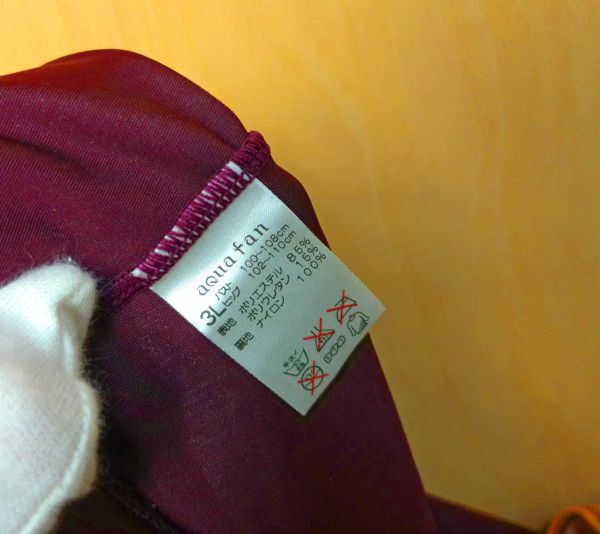 aqua fan
3L バスト 100~108cm
ヒップ 102~110cm
表地 ポリエステル 85%
ポリウレタン 15%
裏地 ナイロン 100%